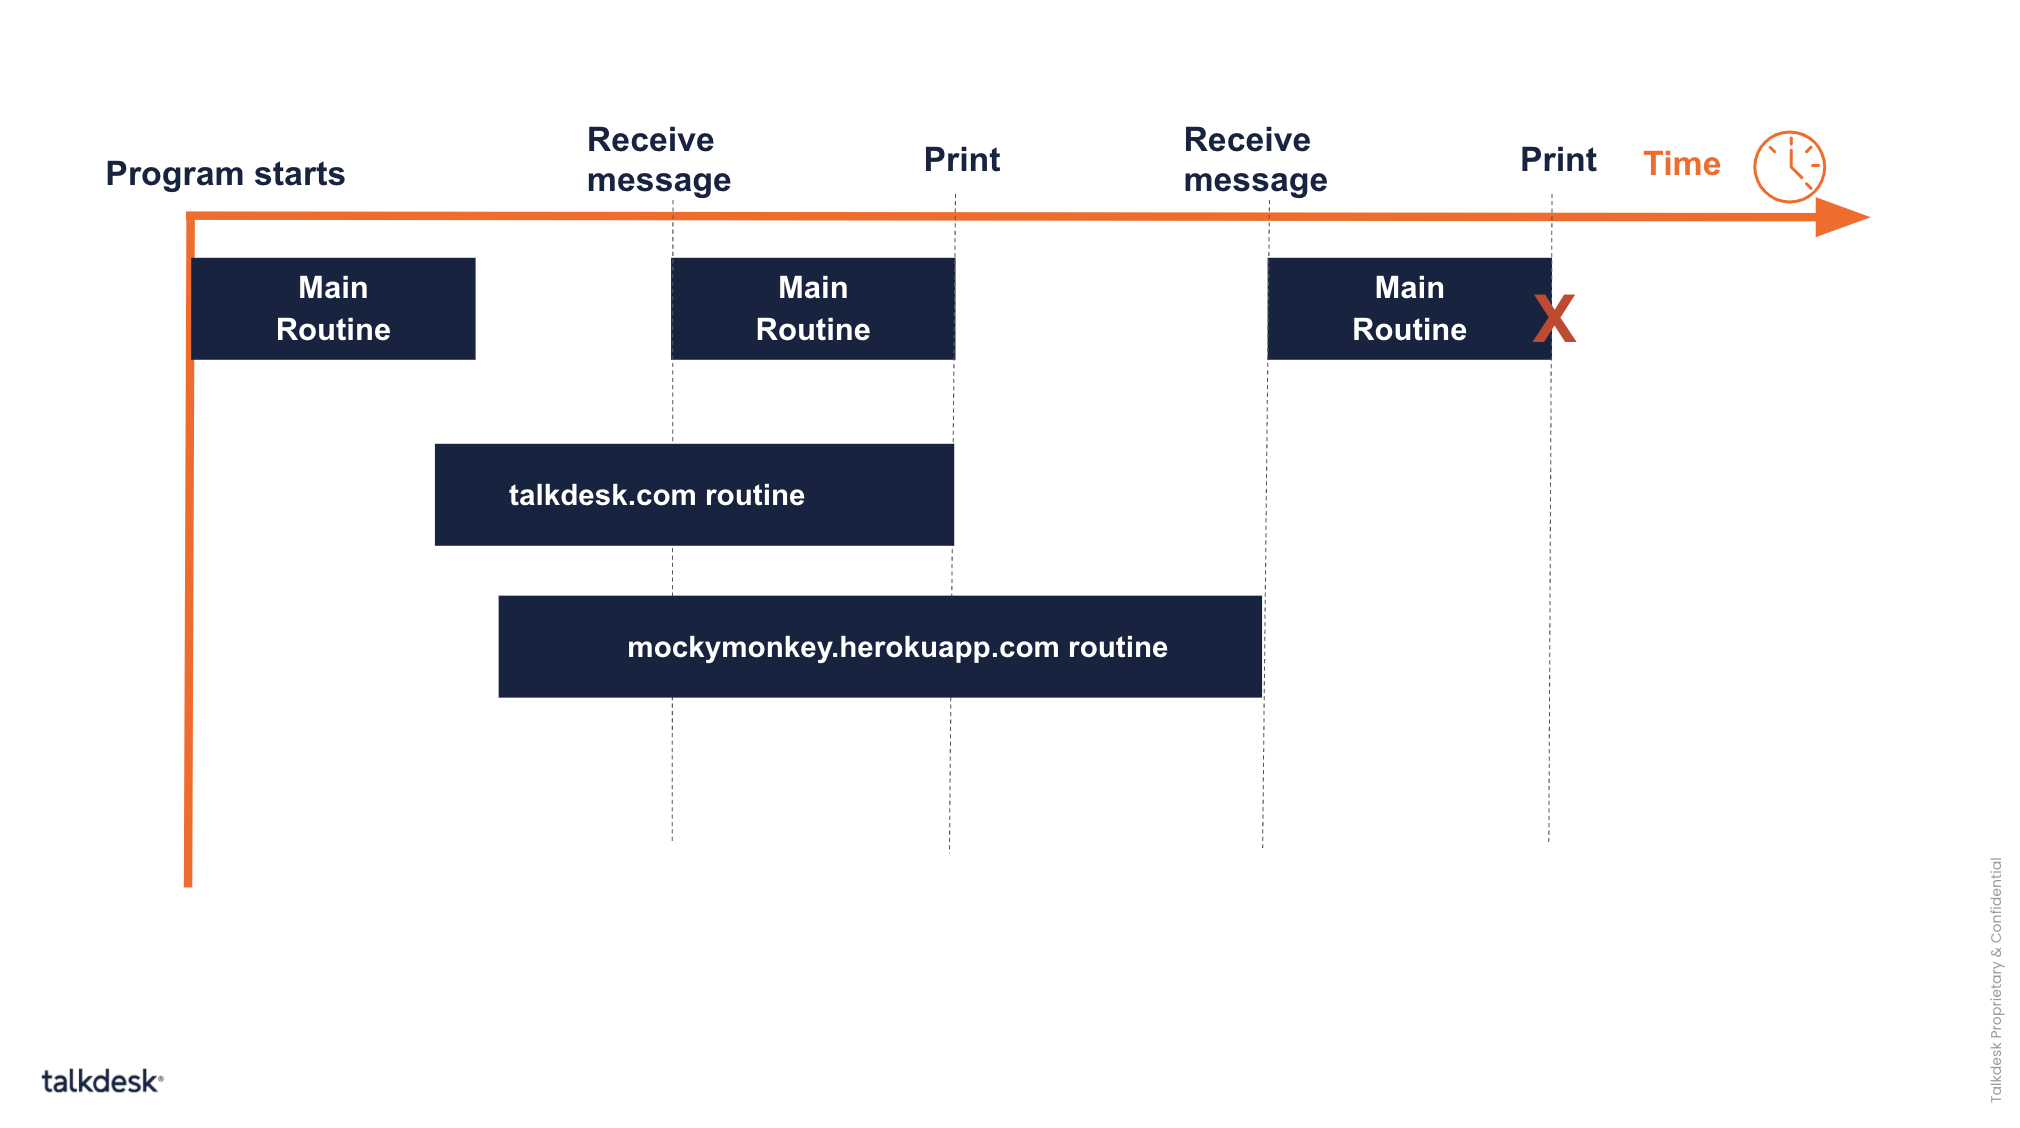 Program starts
Receive
message
Print
Receive
message
Print
Time
Main
Routine
Main
Routine
Main
Routine
X
talkdesk.com routine
mockymonkey.herokuapp.com routine
Talkdesk Proprietary & Confidential
talkdesk®